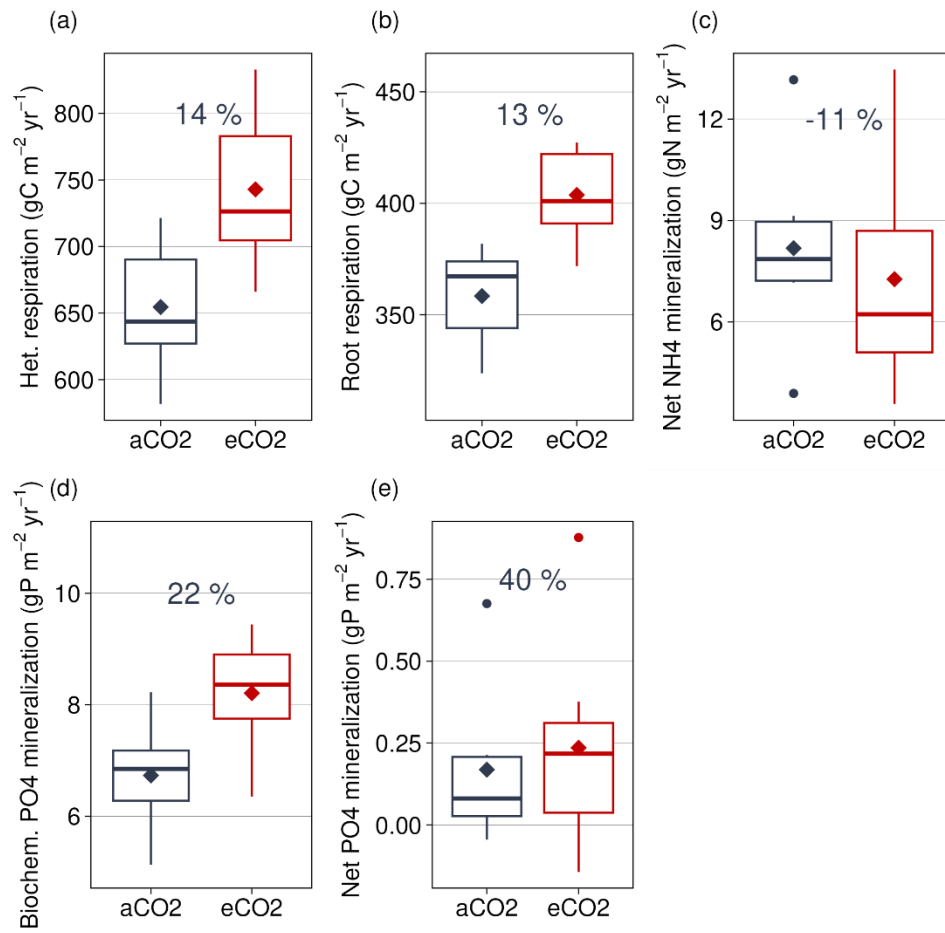 (a)
Het. respiration (gC m⁻² yr⁻¹)
800
750
700
650
600
14 %
aCO2 eCO2
(b)
Root respiration (gC m⁻² yr⁻¹)
450
400
350
13 %
aCO2 eCO2
(c)
Net NH4 mineralization (gN m⁻² yr⁻¹)
12
9
6
-11 %
aCO2 eCO2
(d)
Biochem. PO4 mineralization (gP m⁻² yr⁻¹)
10
8
6
22 %
aCO2 eCO2
(e)
Net PO4 mineralization (gP m⁻² yr⁻¹)
0.75
0.50
0.25
0.00
40 %
aCO2 eCO2